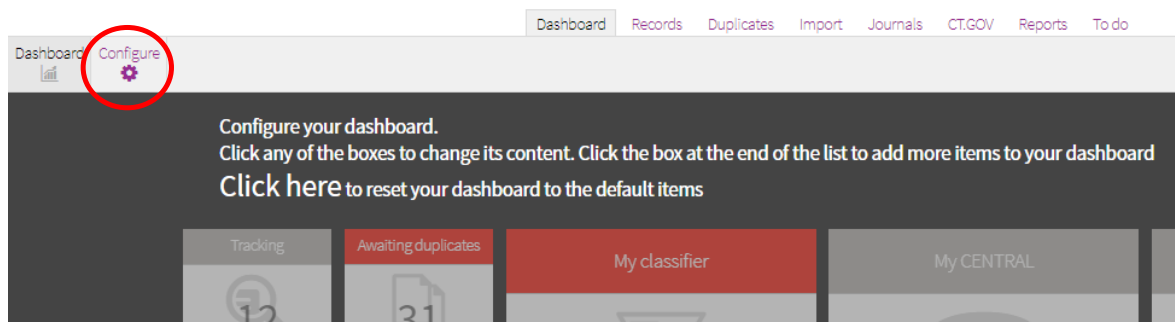 Dashboard Records Duplicates Import Journals CT.GOV Reports To do
Dashboard Configure
Configure your dashboard.
Click any of the boxes to change its content. Click the box at the end of the list to add more items to your dashboard
Click here to reset your dashboard to the default items
Tracking Awaiting duplicates My classifier My CENTRAL
12 31